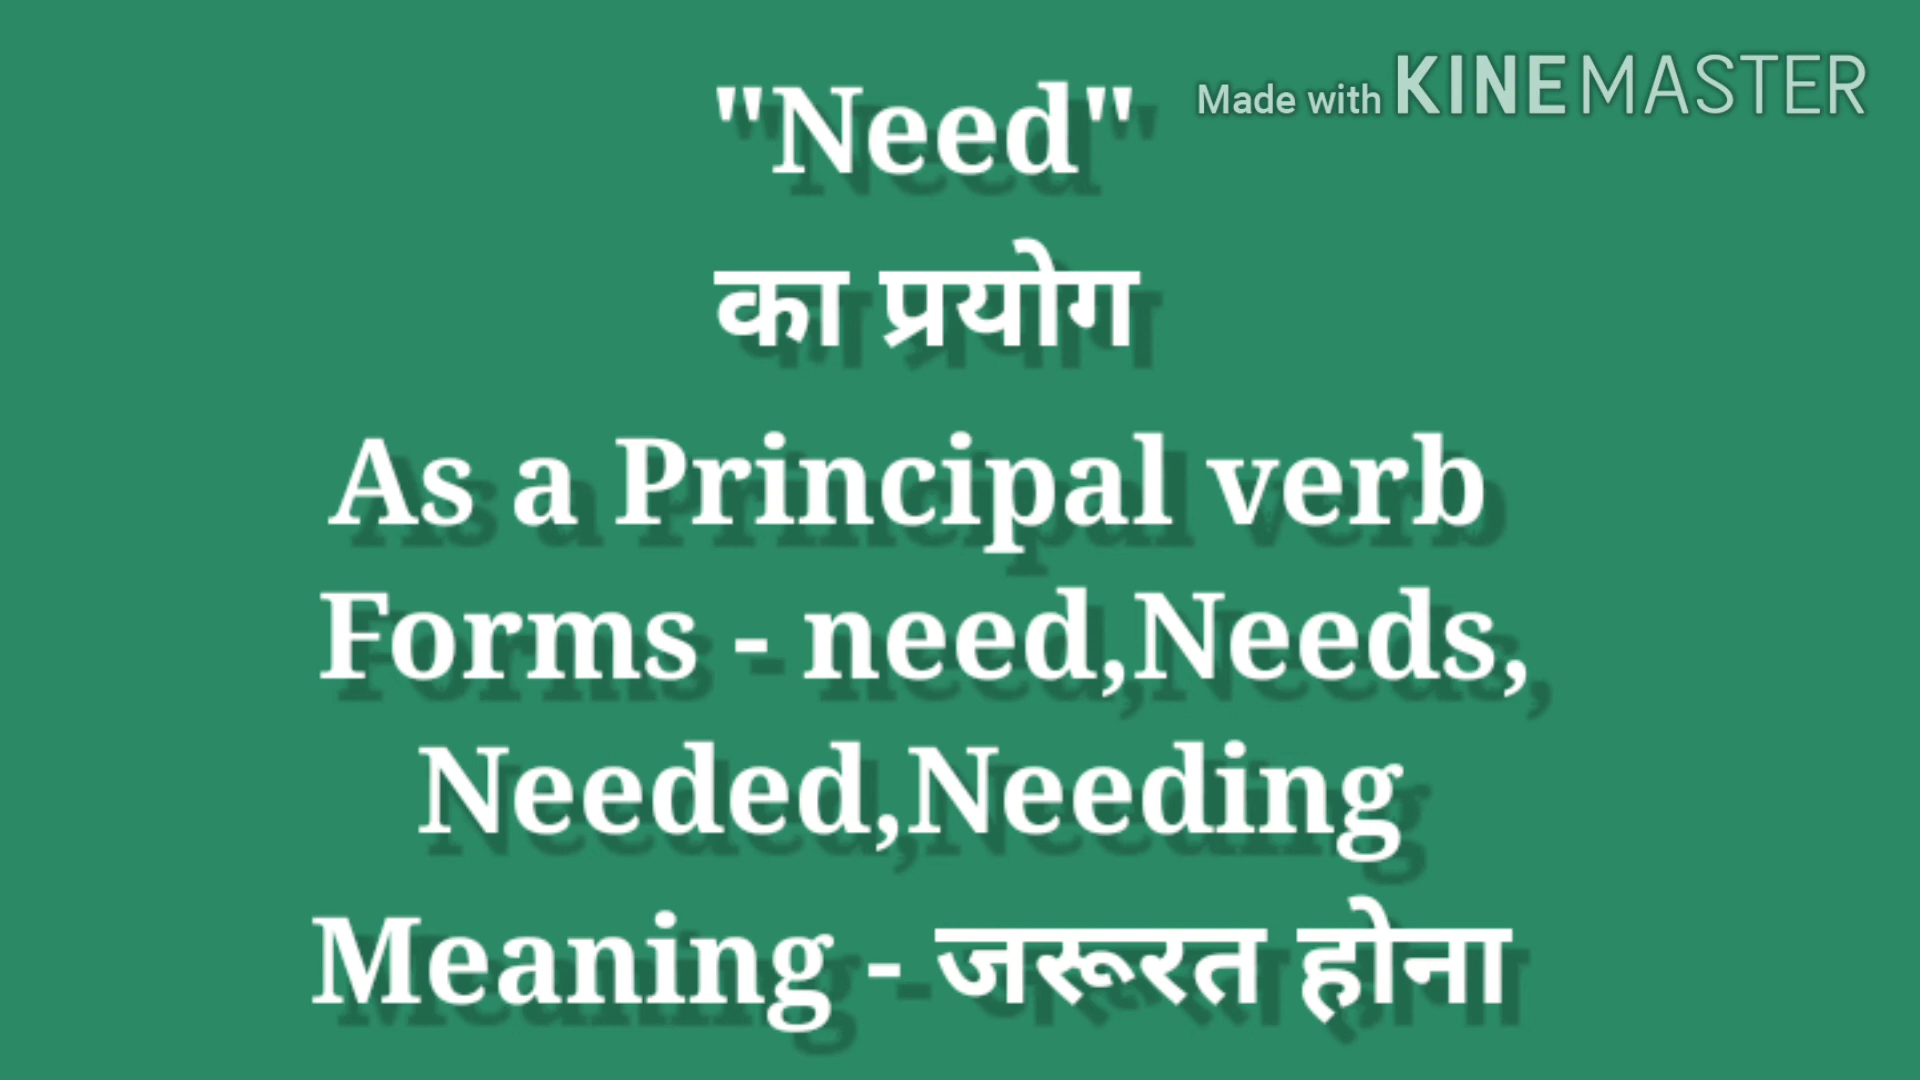 "Need"
Made with KINEMASTER
का प्रयोग
As a Principal verb
Forms - need,Needs,
Needed,Needing
Meaning - जरूरत होना